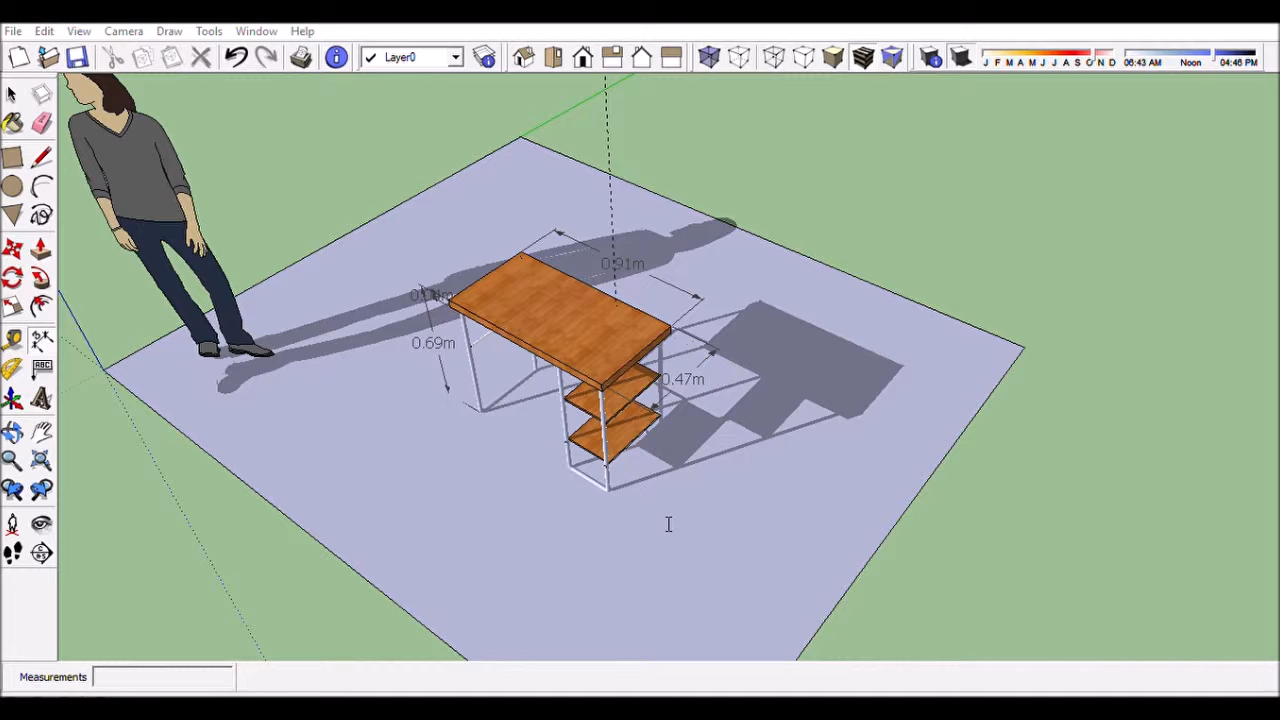 File Edit View Camera Draw Tools Window Help
Layer0
J F M A M J J A S O N D 06:43 AM Noon 04:46 PM
0.91m
0.69m
0.47m
ABC
Measurements